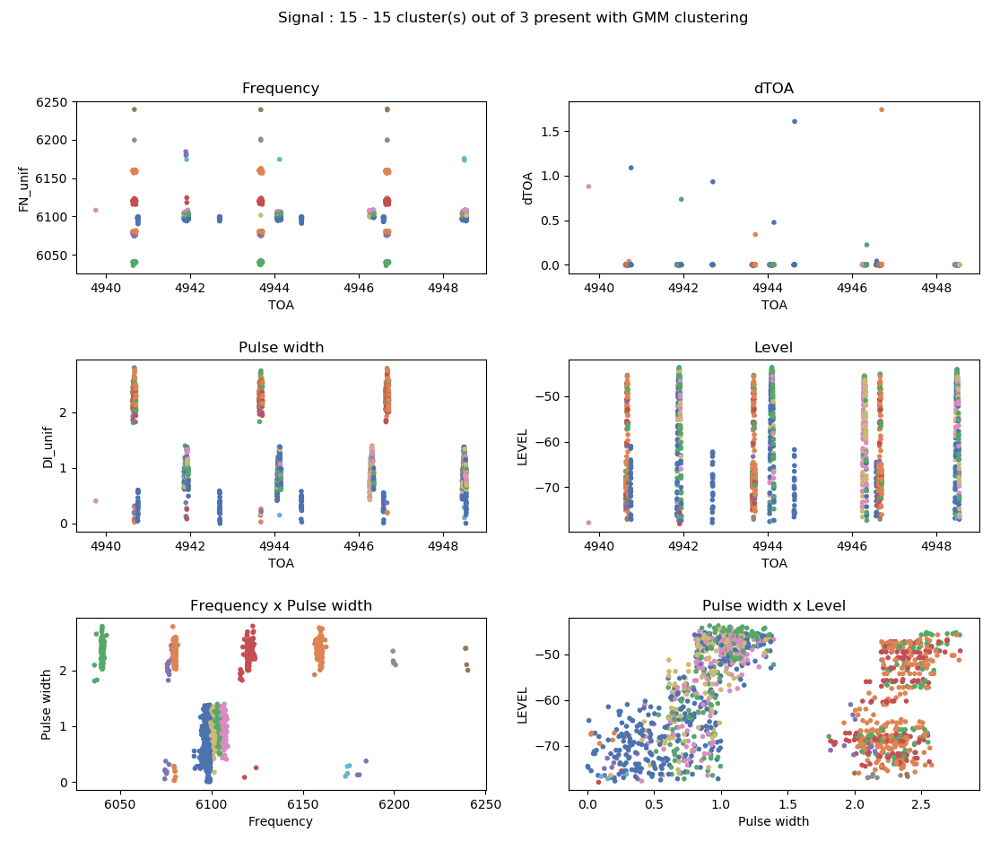 Signal : 15 - 15 cluster(s) out of 3 present with GMM clustering
Frequency
dTOA
FN_unif
6250
6200
6150
6100
6050
4940 4942 4944 4946 4948
TOA
dTOA
1.5
1.0
0.5
0.0
4940 4942 4944 4946 4948
TOA
Pulse width
Level
DI_unif
2
1
0
4940 4942 4944 4946 4948
TOA
LEVEL
−50
−60
−70
4940 4942 4944 4946 4948
TOA
Frequency x Pulse width
Pulse width x Level
Pulse width
2
1
0
6050 6100 6150 6200 6250
Frequency
LEVEL
−50
−60
−70
0.0 0.5 1.0 1.5 2.0 2.5
Pulse width